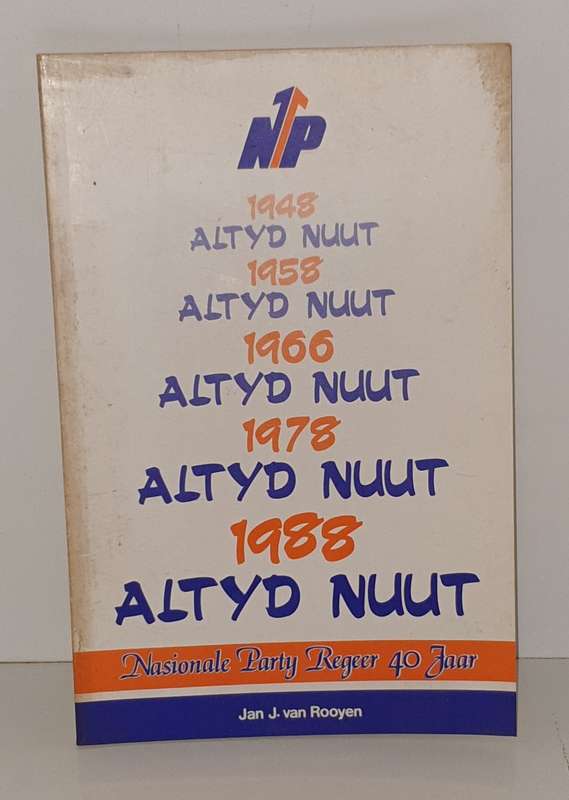 NP
1948
ALTYD NUUT
1958
ALTYD NUUT
1966
ALTYD NUUT
1978
ALTYD NUUT
1988
ALTYD NUUT
Nasionale Party Regeer 40 Jaar
Jan J. van Rooyen